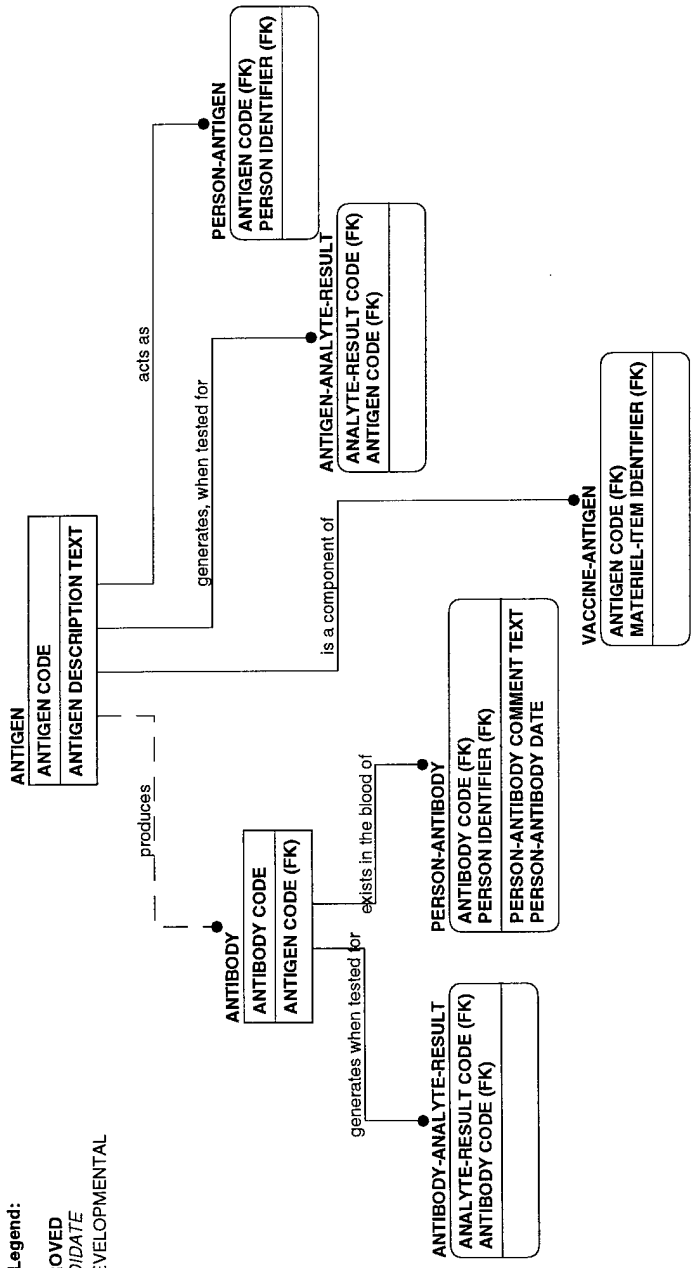 Legend:
OVED
DIDATE
EVELOPMENTAL
ANTIGEN
ANTIGEN CODE
ANTIGEN DESCRIPTION TEXT
produces
is a component of
generates, when tested for
acts as
ANTIBODY
ANTIBODY CODE
ANTIGEN CODE (FK)
generates when tested for
exists in the blood of
ANTIBODY-ANALYTE-RESULT
ANALYTE-RESULT CODE (FK)
ANTIBODY CODE (FK)
PERSON-ANTIBODY
ANTIBODY CODE (FK)
PERSON IDENTIFIER (FK)
PERSON-ANTIBODY COMMENT TEXT
PERSON-ANTIBODY DATE
VACCINE-ANTIGEN
ANTIGEN CODE (FK)
MATERIEL-ITEM IDENTIFIER (FK)
ANTIGEN-ANALYTE-RESULT
ANALYTE-RESULT CODE (FK)
ANTIGEN CODE (FK)
PERSON-ANTIGEN
ANTIGEN CODE (FK)
PERSON IDENTIFIER (FK)